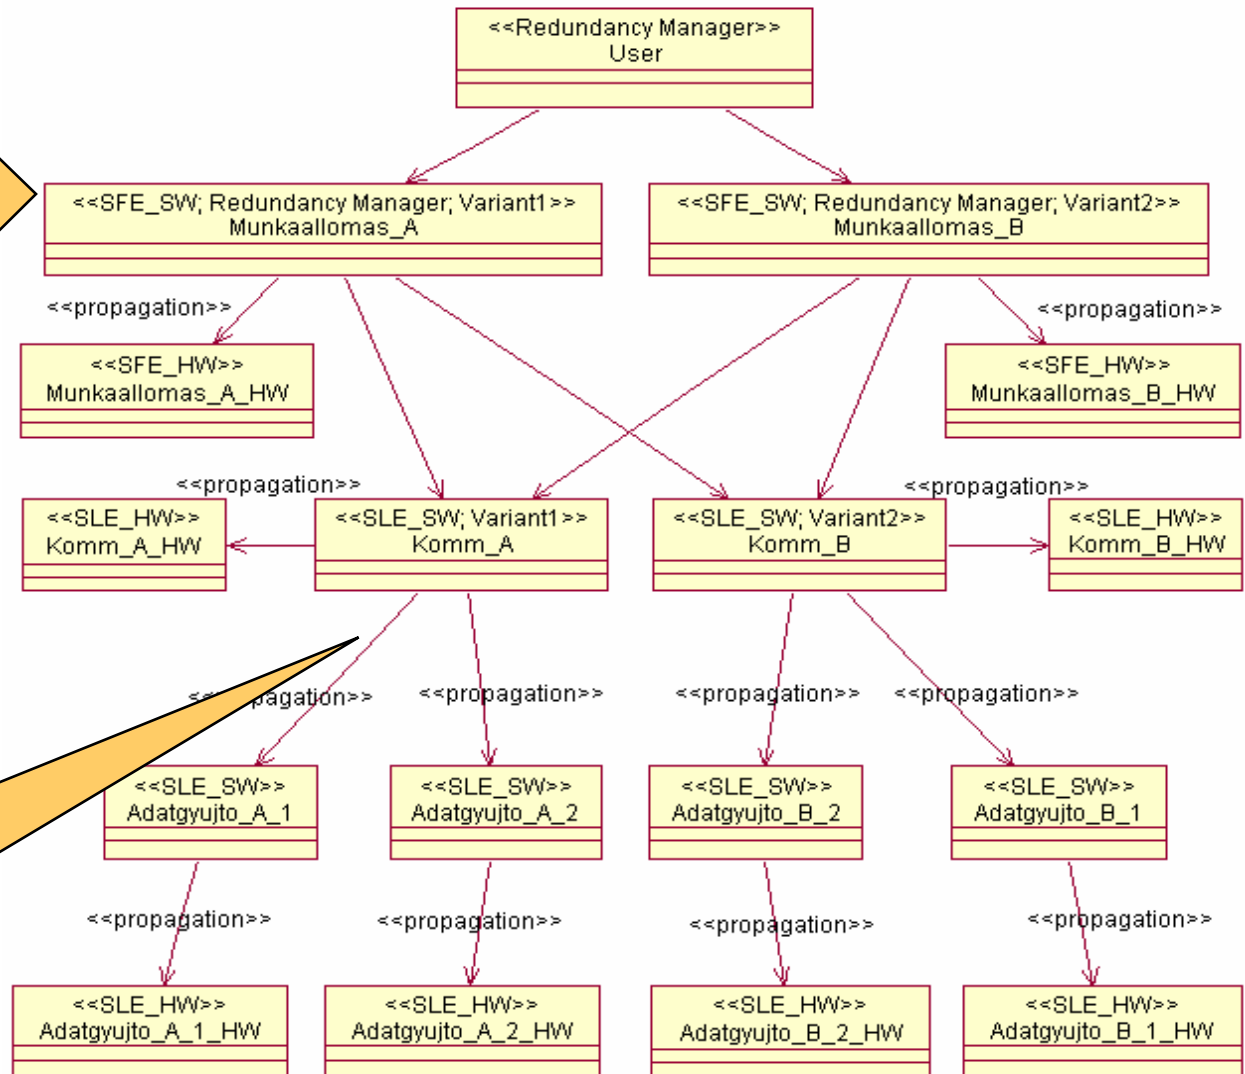 <<Redundancy Manager>>
User
<<SFE_SW; Redundancy Manager; Variant1>>
Munkaallomas_A
<<SFE_SW; Redundancy Manager; Variant2>>
Munkaallomas_B
<<propagation>>
<<propagation>>
<<SFE_HW>>
Munkaallomas_A_HW
<<SFE_HW>>
Munkaallomas_B_HW
<<propagation>>
<<propagation>>
<<SLE_HW>>
Komm_A_HW
<<SLE_SW; Variant1>>
Komm_A
<<SLE_SW; Variant2>>
Komm_B
<<SLE_HW>>
Komm_B_HW
<<propagation>>
<<propagation>>
<<propagation>>
<<propagation>>
<<SLE_SW>>
Adatgyujto_A_1
<<SLE_SW>>
Adatgyujto_A_2
<<SLE_SW>>
Adatgyujto_B_2
<<SLE_SW>>
Adatgyujto_B_1
<<propagation>>
<<propagation>>
<<propagation>>
<<propagation>>
<<SLE_HW>>
Adatgyujto_A_1_HW
<<SLE_HW>>
Adatgyujto_A_2_HW
<<SLE_HW>>
Adatgyujto_B_2_HW
<<SLE_HW>>
Adatgyujto_B_1_HW